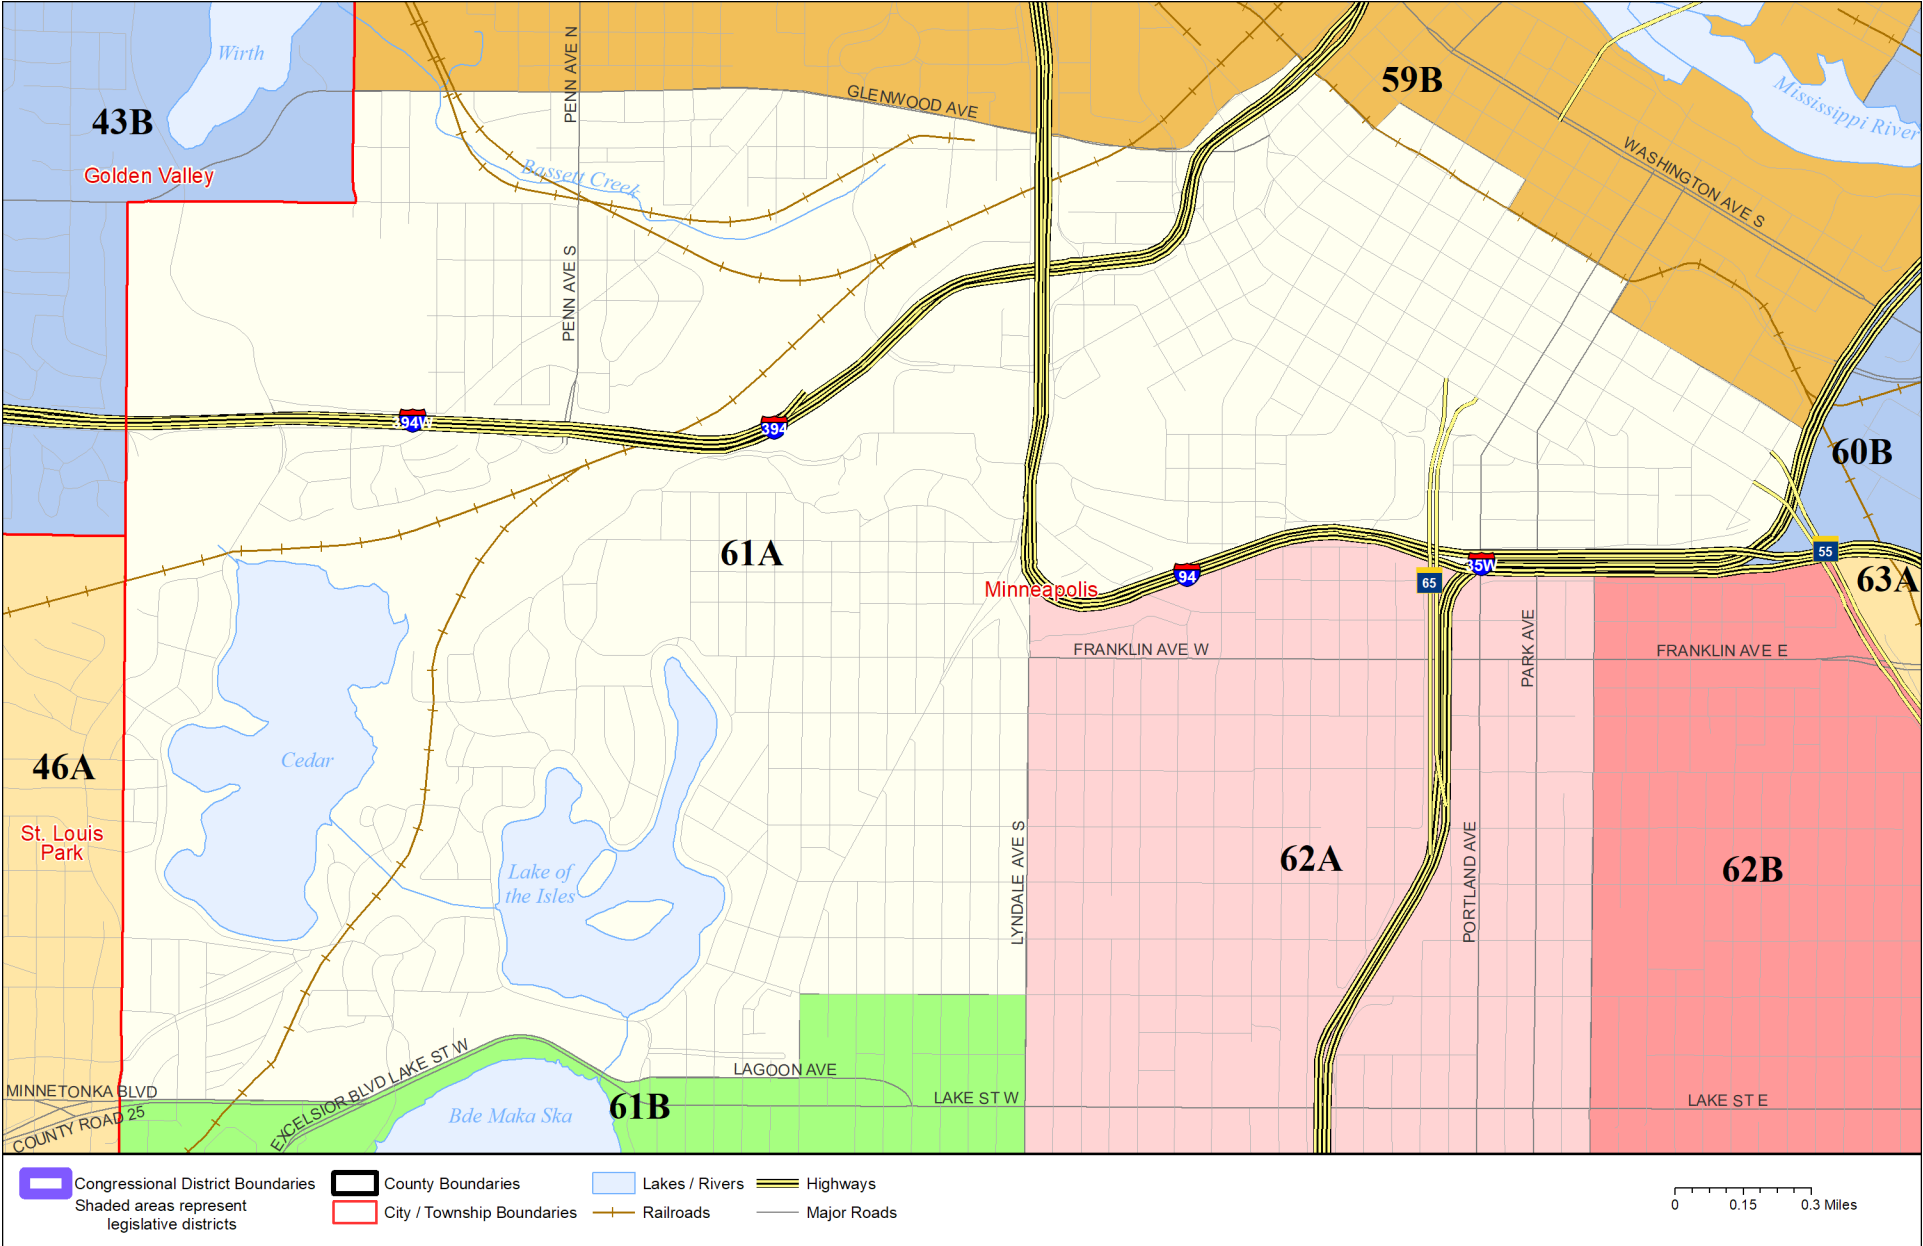 Wirth
43B
Golden Valley
PENN AVE N
GLENWOOD AVE
59B
Mississippi River
WASHINGTON AVE S
Bassett Creek
PENN AVE S
394W
394
60B
61A
Minneapolis
94
65
35W
55
63A
FRANKLIN AVE W
PARK AVE
FRANKLIN AVE E
46A
Cedar
St. Louis
Park
Lake of
the Isles
LYNDALE AVE S
62A
PORTLAND AVE
62B
MINNETONKA BLVD
COUNTY ROAD 25
EXCELSIOR BLVD
LAKE ST W
Bde Maka Ska
61B
LAGOON AVE
LAKE ST W
LAKE ST E
Congressional District Boundaries
Shaded areas represent
legislative districts
County Boundaries
City / Township Boundaries
Lakes / Rivers
Railroads
Highways
Major Roads
0 0.15 0.3 Miles